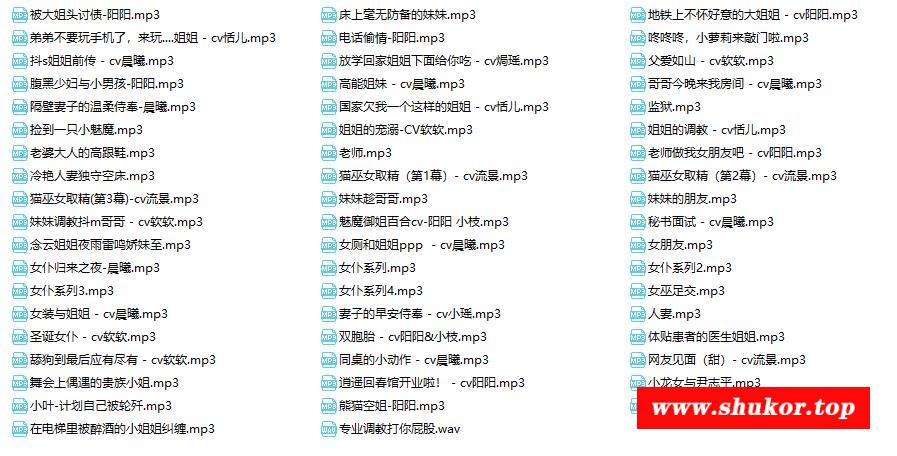 被大姐头讨债-阳阳.mp3
床上毫无防备的妹妹.mp3
地铁上不怀好意的大姐姐 - cv阳阳.mp3
弟弟不要玩手机了，来玩....姐姐 - cv恬儿.mp3
电话偷情-阳阳.mp3
咚咚咚，小萝莉来敲门啦.mp3
抖s姐姐前传 - cv晨曦.mp3
放学回家姐姐下面给你吃 - cv焗瑶.mp3
父爱如山 - cv软软.mp3
腹黑少妇与小男孩-阳阳.mp3
高能姐妹 - cv晨曦.mp3
哥哥今晚来我房间 - cv晨曦.mp3
隔壁妻子的温柔侍奉-晨曦.mp3
国家欠我一个这样的姐姐 - cv恬儿.mp3
监狱.mp3
捡到一只小魅魔.mp3
姐姐的宠溺-CV软软.mp3
姐姐的调教 - cv恬儿.mp3
老婆大人的高跟鞋.mp3
老师.mp3
老师做我女朋友吧 - cv阳阳.mp3
冷艳人妻独守空床.mp3
猫巫女取精（第1幕）- cv流景.mp3
猫巫女取精（第2幕）- cv流景.mp3
猫巫女取精(第3幕)-cv流景.mp3
妹妹趁哥哥.mp3
妹妹的朋友.mp3
妹妹调教抖m哥哥 - cv软软.mp3
魅魔御姐百合cv-阳阳 小枝.mp3
秘书面试 - cv晨曦.mp3
念云姐姐夜雨雷鸣娇妹至.mp3
女厕和姐姐ppp - cv晨曦.mp3
女朋友.mp3
女仆归来之夜-晨曦.mp3
女仆系列.mp3
女仆系列2.mp3
女仆系列3.mp3
女仆系列4.mp3
女巫足交.mp3
女装与姐姐 - cv晨曦.mp3
妻子的早安侍奉 - cv小瑶.mp3
人妻.mp3
圣诞女仆 - cv软软.mp3
双胞胎 - cv阳阳&小枝.mp3
体贴患者的医生姐姐.mp3
舔狗到最后应有尽有 - cv软软.mp3
同桌的小动作 - cv晨曦.mp3
网友见面（甜）- cv流景.mp3
舞会上偶遇的贵族小姐.mp3
逍遥回春馆开业啦！ - cv阳阳.mp3
小龙女与尹志平.mp3
小叶-计划自己被轮歼.mp3
熊猫空姐-阳阳.mp3
www.shukor.top
在电梯里被醉酒的小姐姐纠缠.mp3
专业调教打你屁股.wav